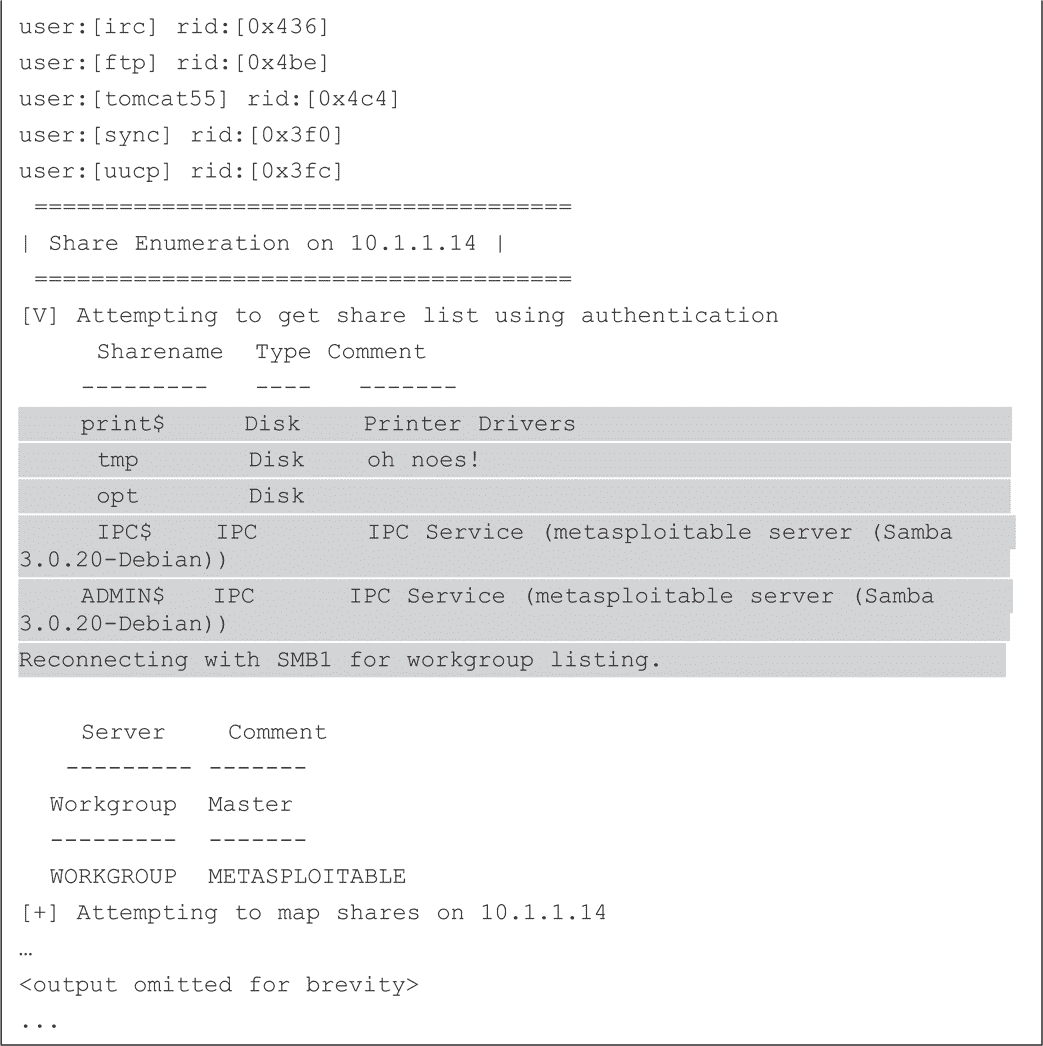 user:[irc] rid:[0x436]
user:[ftp] rid:[0x4be]
user:[tomcat55] rid:[0x4c4]
user:[sync] rid:[0x3f0]
user:[uucp] rid:[0x3fc]
======================================
| Share Enumeration on 10.1.1.14 |
======================================
[V] Attempting to get share list using authentication
Sharename Type Comment
--------- ---- -------
print$ Disk Printer Drivers
tmp Disk oh noes!
opt Disk
IPC$ IPC IPC Service (metasploitable server (Samba
3.0.20-Debian))
ADMIN$ IPC IPC Service (metasploitable server (Samba
3.0.20-Debian))
Reconnecting with SMB1 for workgroup listing.
Server Comment
--------- -------
Workgroup Master
--------- -------
WORKGROUP METASPLOITABLE
[+] Attempting to map shares on 10.1.1.14
…
<output omitted for brevity>
...